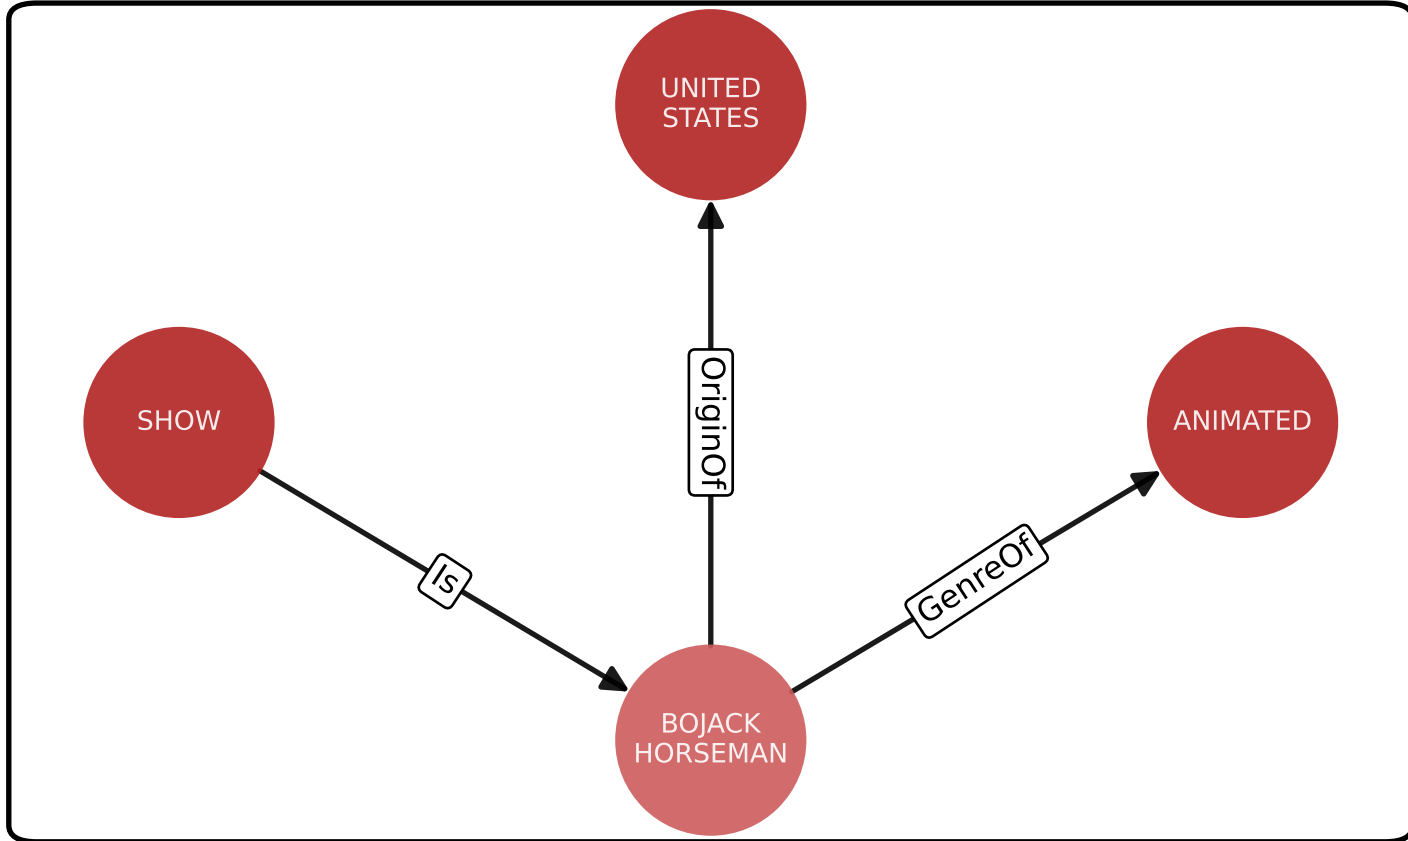 UNITED
STATES
OriginOf
SHOW
ANIMATED
Is
GenreOf
BOJACK
HORSEMAN